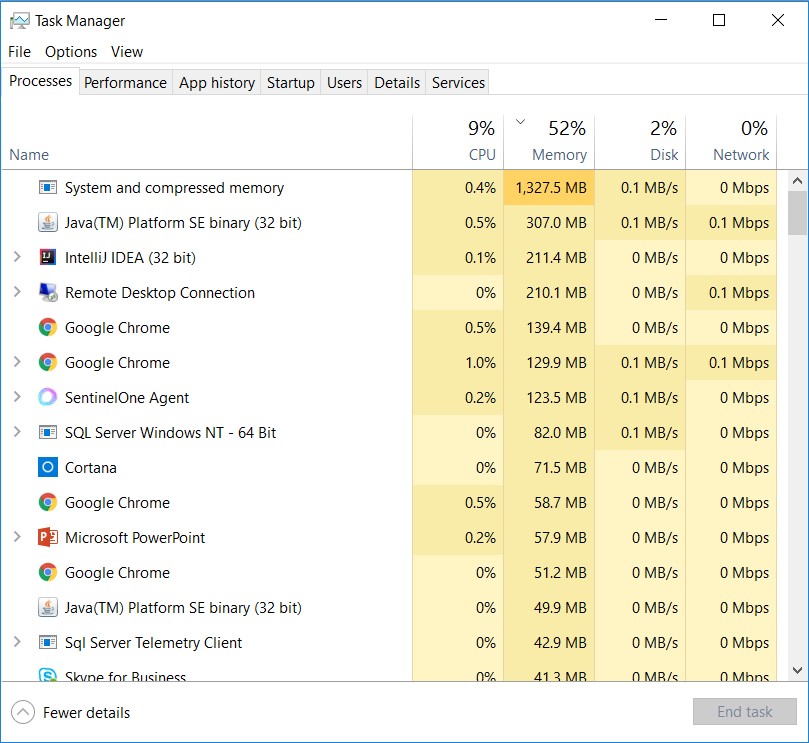 Task Manager
File Options View
Processes Performance App history Startup Users Details Services
9% 52% 2% 0%
Name CPU Memory Disk Network
System and compressed memory 0.4% 1,327.5 MB 0.1 MB/s 0 Mbps
Java(TM) Platform SE binary (32 bit) 0.5% 307.0 MB 0.1 MB/s 0.1 Mbps
IntelliJ IDEA (32 bit) 0.1% 211.4 MB 0 MB/s 0 Mbps
Remote Desktop Connection 0% 210.1 MB 0 MB/s 0.1 Mbps
Google Chrome 0.5% 139.4 MB 0 MB/s 0 Mbps
Google Chrome 1.0% 129.9 MB 0.1 MB/s 0.1 Mbps
SentinelOne Agent 0.2% 123.5 MB 0.1 MB/s 0 Mbps
SQL Server Windows NT - 64 Bit 0% 82.0 MB 0.1 MB/s 0 Mbps
Cortana 0% 71.5 MB 0 MB/s 0 Mbps
Google Chrome 0.5% 58.7 MB 0 MB/s 0 Mbps
Microsoft PowerPoint 0.2% 57.9 MB 0 MB/s 0 Mbps
Google Chrome 0% 51.2 MB 0 MB/s 0 Mbps
Java(TM) Platform SE binary (32 bit) 0% 49.9 MB 0 MB/s 0 Mbps
Sql Server Telemetry Client 0% 42.9 MB 0 MB/s 0 Mbps
Skype for Business 0% 41.3 MB 0 MB/s 0 Mbps
Fewer details End task